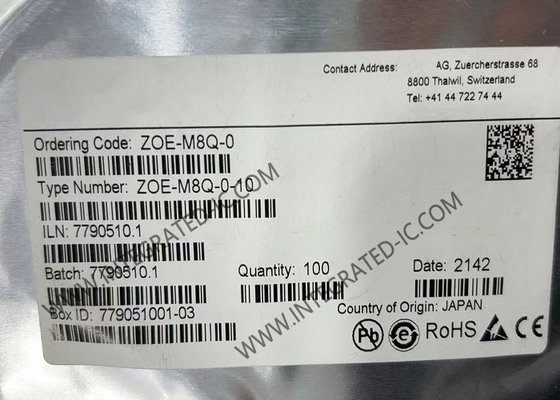 Contact Address: AG, Zuercherstrasse 68
8800 Thalwil, Switzerland
Tel: +41 44 722 74 44
Ordering Code: ZOE-M8Q-0
Type Number: ZOE-M8Q-0-10
ILN: 7790510.1
Batch: 7790510.1
Quantity: 100
Date: 2142
Box ID: 779051001-03
Country of Origin: JAPAN
Pb
e
RoHS
CE
WWW.INTEGRATED-IC.COM
WWW.INTEGRATED-IC.COM